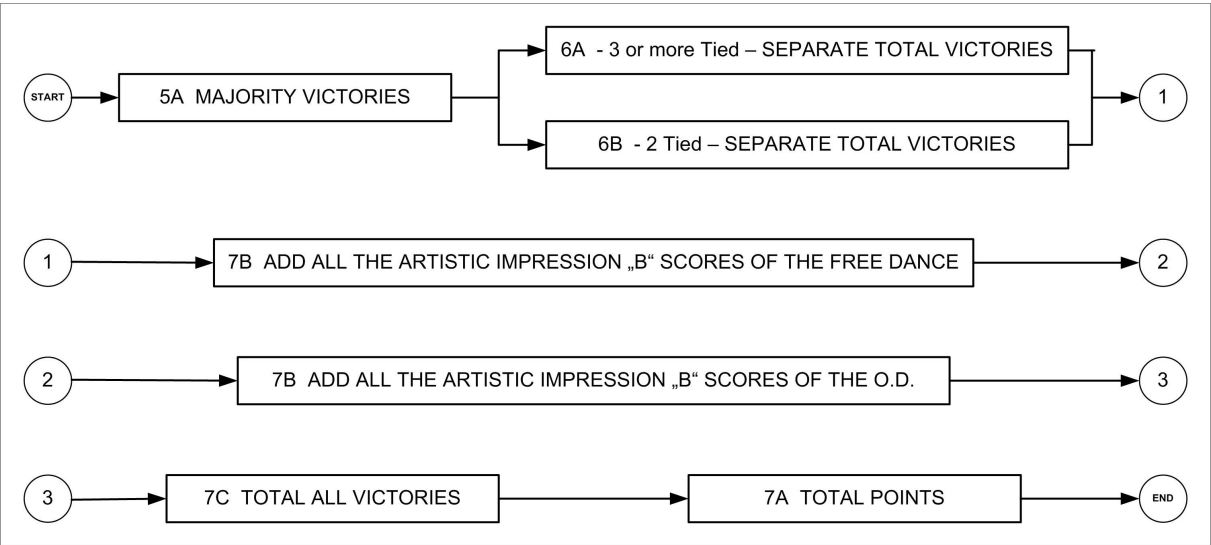 START
5A MAJORITY VICTORIES
6A - 3 or more Tied – SEPARATE TOTAL VICTORIES
6B - 2 Tied – SEPARATE TOTAL VICTORIES
1
1
7B ADD ALL THE ARTISTIC IMPRESSION „B“ SCORES OF THE FREE DANCE
2
2
7B ADD ALL THE ARTISTIC IMPRESSION „B“ SCORES OF THE O.D.
3
3
7C TOTAL ALL VICTORIES
7A TOTAL POINTS
END